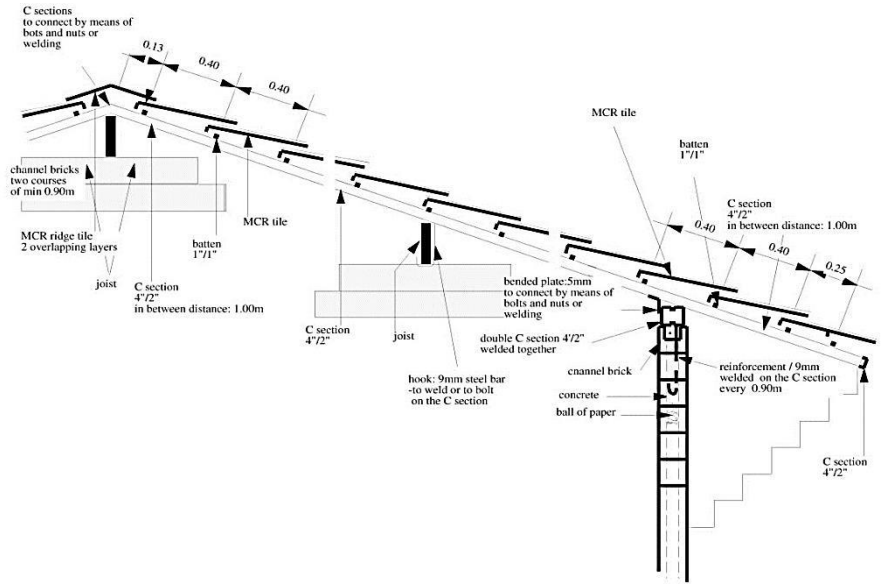 C sections
to connect by means of
bots and nuts or
welding
0.13
0.40
0.40
channel bricks
two courses
of min 0.90m
MCR ridge tile
2 overlapping layers
joist
C section
4"/2"
in between distance: 1.00m
batten
1"/1"
MCR tile
C section
4"/2"
joist
hook: 9mm steel bar
-to weld or to bolt
on the C section
bended plate:5mm
to connect by means of
bolts and nuts or
welding
double C section 4'/2"
welded together
cnannel brick
concrete
ball of paper
MCR tile
batten
1"/1"
C section
4"/2"
in between distance: 1.00m
0.40
0.40
0.25
reinforcement / 9mm
welded on the C section
every 0.90m
C section
4"/2"